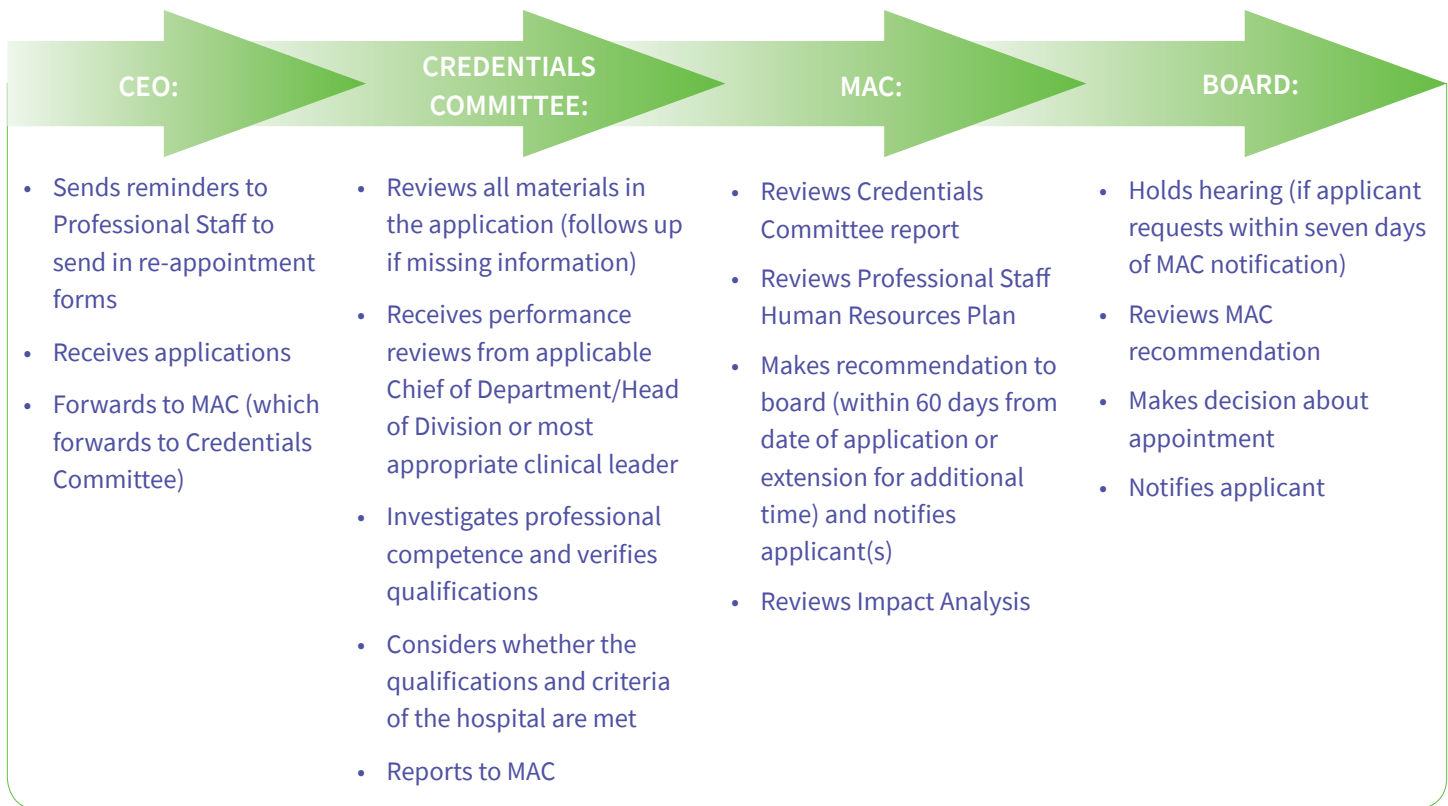 CEO:
• Sends reminders to
Professional Staff to
send in re-appointment
forms
• Receives applications
• Forwards to MAC (which
forwards to Credentials
Committee)
CREDENTIALS
COMMITTEE:
• Reviews all materials in
the application (follows up
if missing information)
• Receives performance
reviews from applicable
Chief of Department/Head
of Division or most
appropriate clinical leader
• Investigates professional
competence and verifies
qualifications
• Considers whether the
qualifications and criteria
of the hospital are met
• Reports to MAC
MAC:
• Reviews Credentials
Committee report
• Reviews Professional Staff
Human Resources Plan
• Makes recommendation to
board (within 60 days from
date of application or
extension for additional
time) and notifies
applicant(s)
• Reviews Impact Analysis
BOARD:
• Holds hearing (if applicant
requests within seven days
of MAC notification)
• Reviews MAC
recommendation
• Makes decision about
appointment
• Notifies applicant